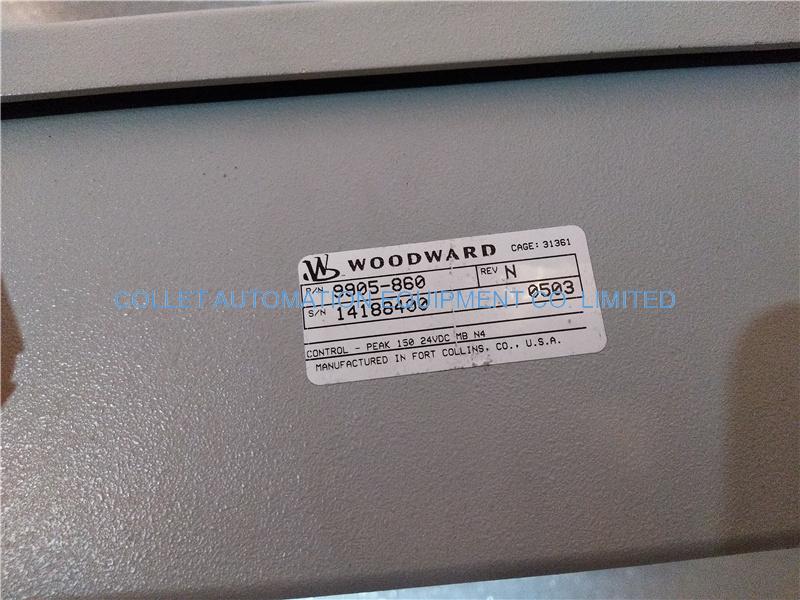 WOODWARD CAGE: 31361
P/N 9905-860 REV N
COLLET AUTOMATION EQUIPMENT CO. LIMITED
S/N 14188400 0503
CONTROL - PEAK 150 24VDC MB N4
MANUFACTURED IN FORT COLLINS, CO., U.S.A.